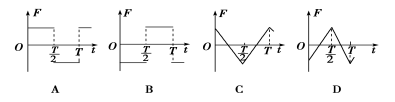 F F F F
O T/2 T t O T/2 T t O T/2 T t O T/2 T t
A B C D